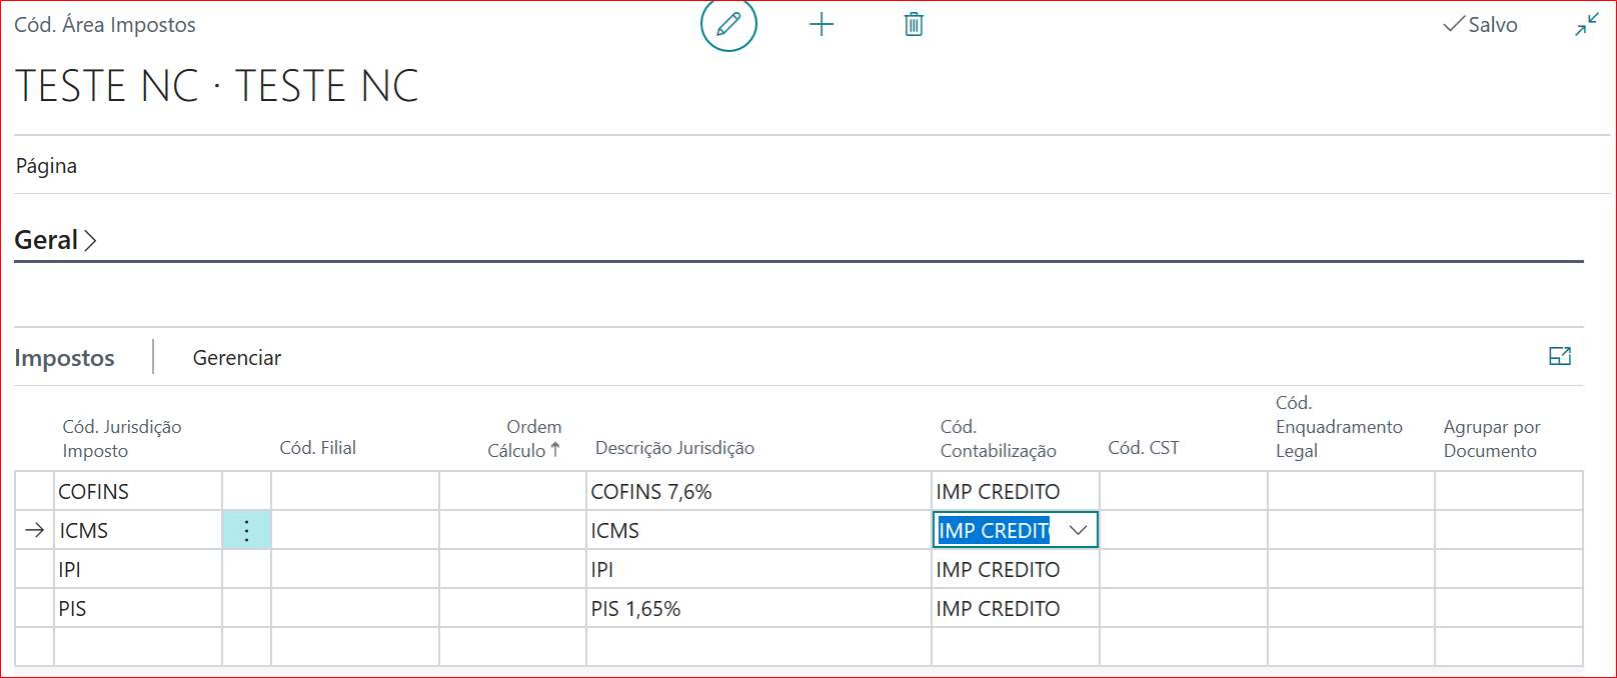 Cód. Área Impostos
Salvo
TESTE NC · TESTE NC
Página
Geral
Impostos
Gerenciar
Cód. Jurisdição Imposto
Cód. Filial
Ordem Cálculo ↑
Descrição Jurisdição
Cód. Contabilização
Cód. CST
Cód. Enquadramento Legal
Agrupar por Documento
COFINS COFINS 7,6% IMP CREDITO
ICMS ICMS IMP CREDIT
IPI IPI IMP CREDITO
PIS PIS 1,65% IMP CREDITO